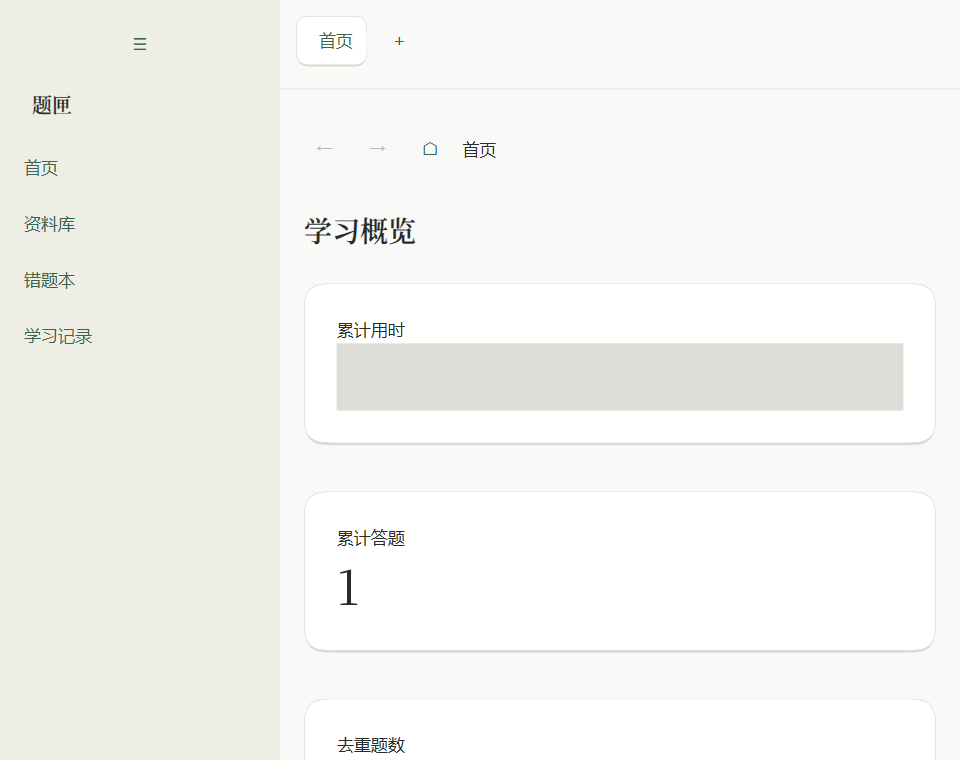 ☰
题匣
首页
资料库
错题本
学习记录
首页 +
← → 首页
学习概览
累计用时
累计答题
1
去重题数